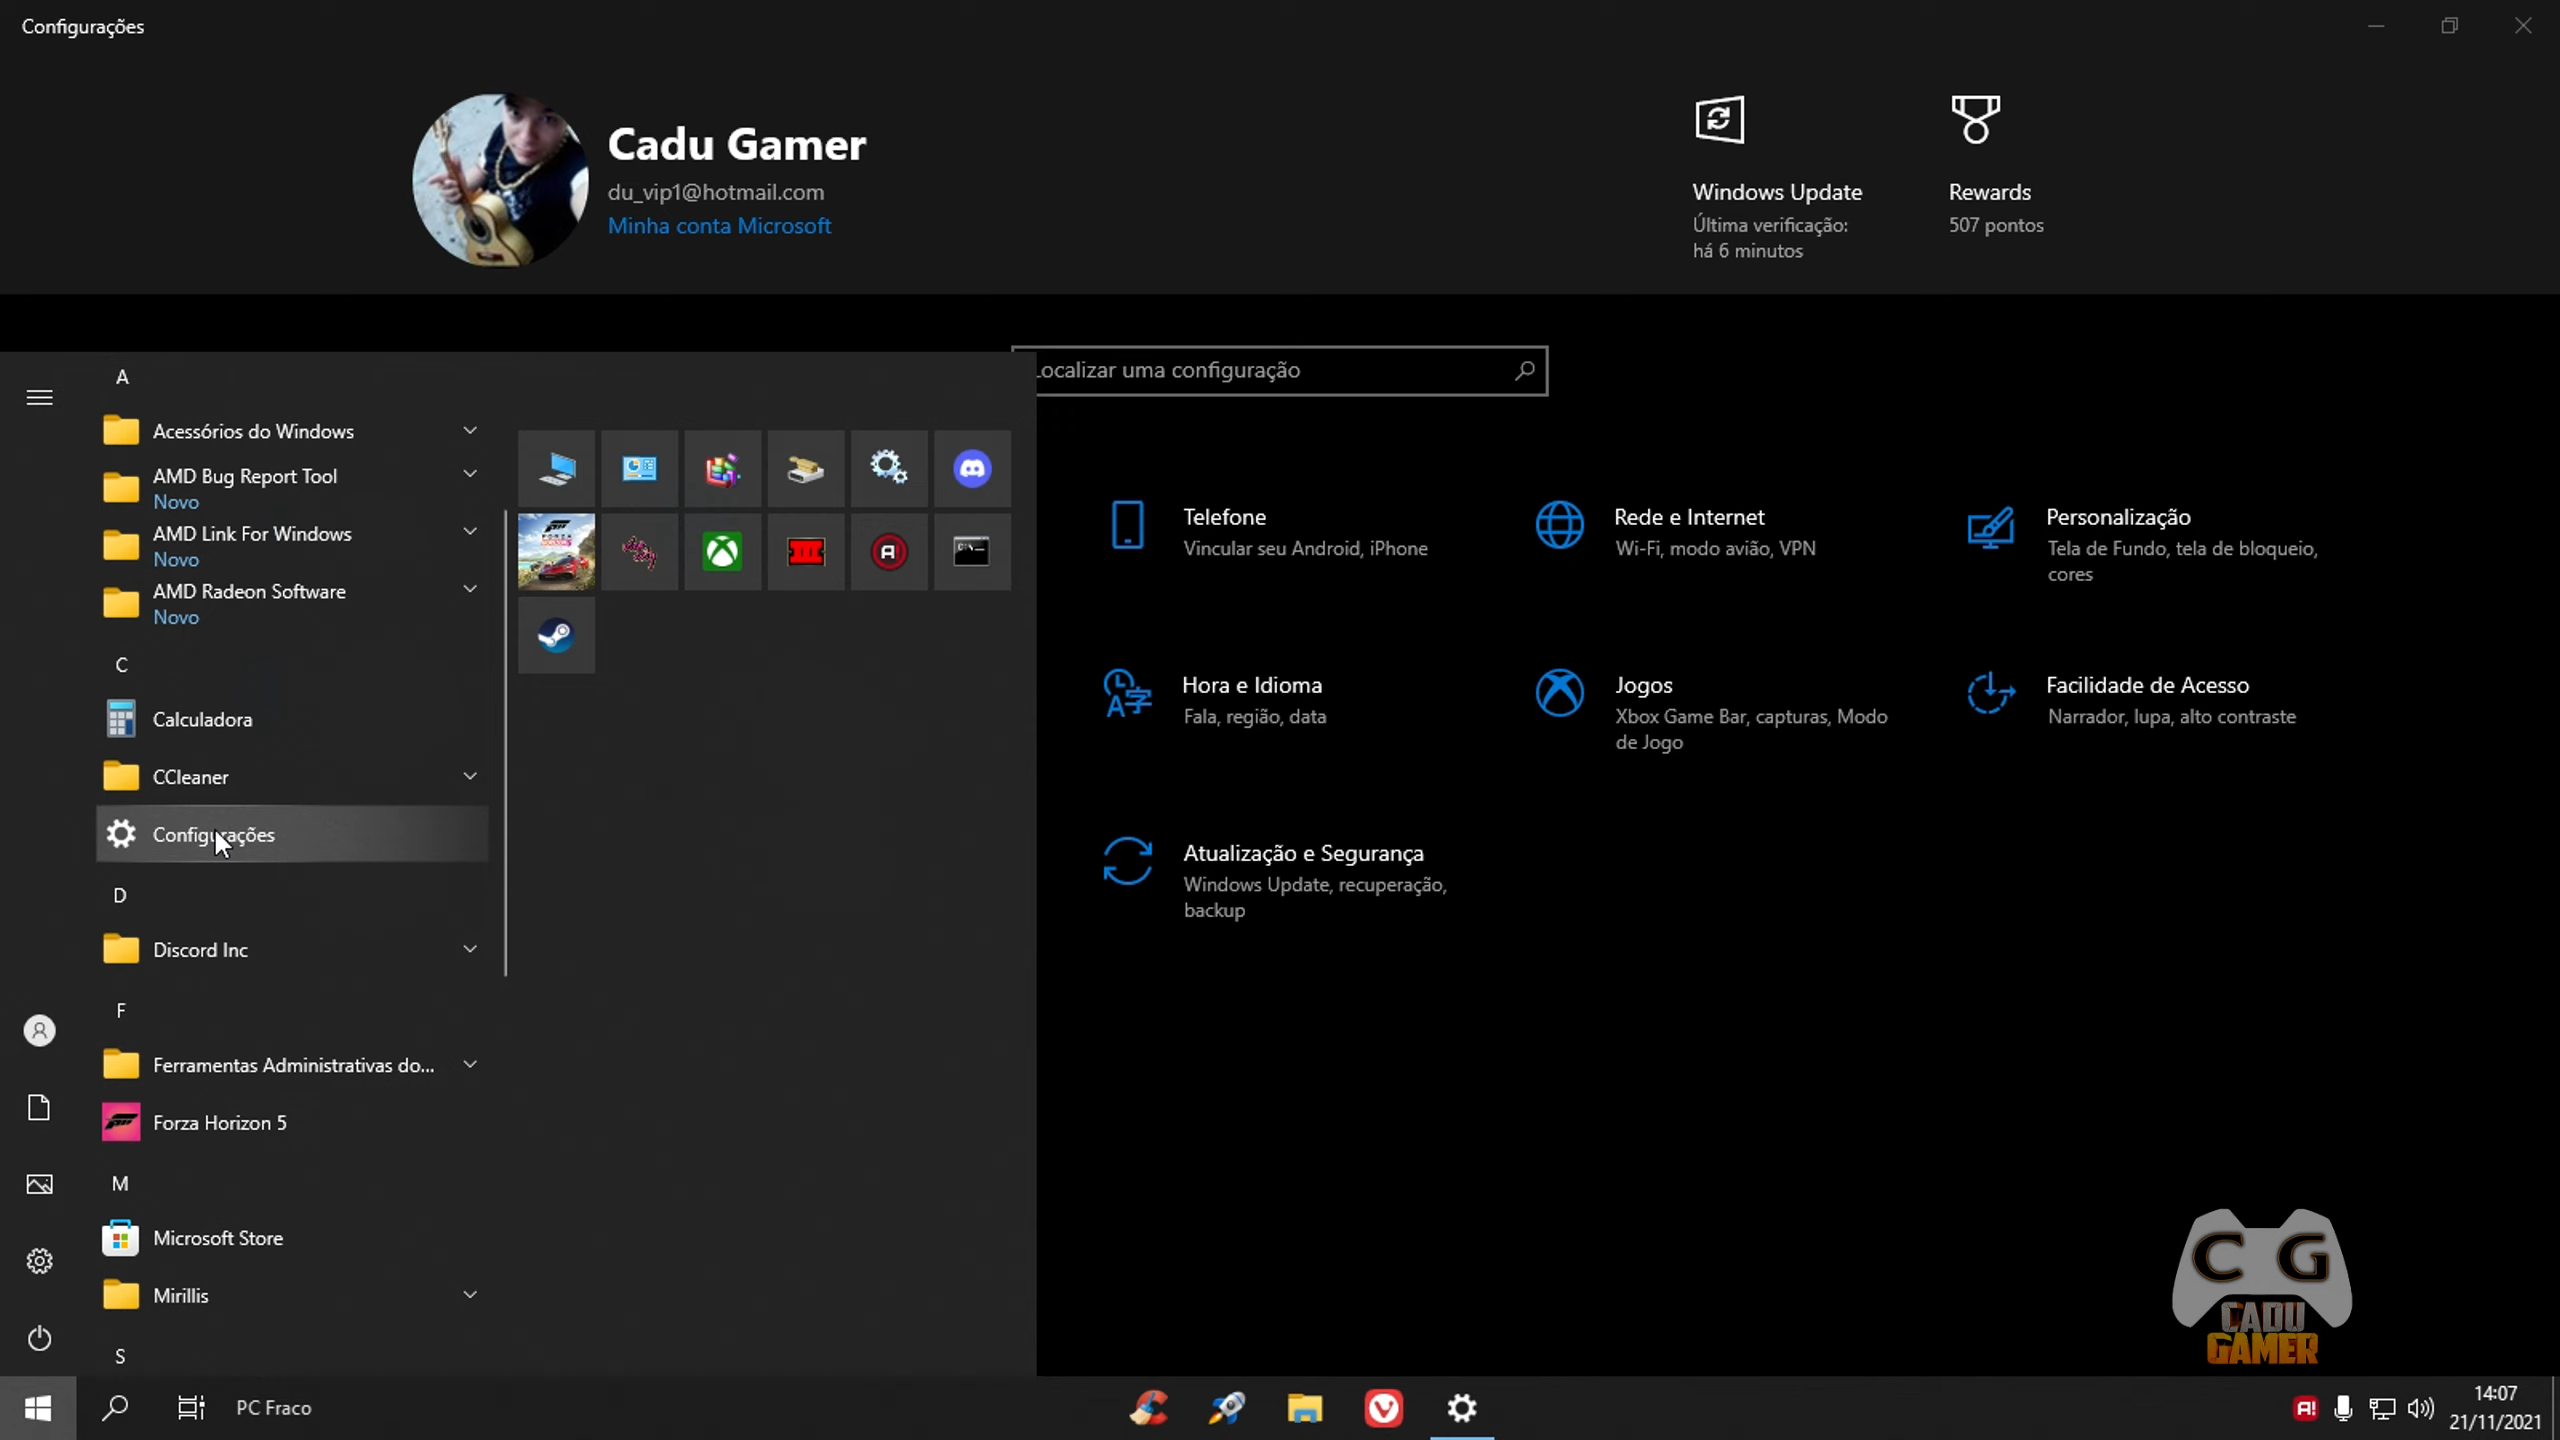 Configurações
Cadu Gamer
du_vip1@hotmail.com
Minha conta Microsoft
Windows Update
Última verificação:
há 6 minutos
Rewards
507 pontos
Localizar uma configuração
A
Acessórios do Windows
AMD Bug Report Tool
Novo
AMD Link For Windows
Novo
AMD Radeon Software
Novo
C
Calculadora
CCleaner
Configurações
D
Discord Inc
F
Ferramentas Administrativas do...
Forza Horizon 5
M
Microsoft Store
Mirillis
S
Telefone
Vincular seu Android, iPhone
Rede e Internet
Wi-Fi, modo avião, VPN
Personalização
Tela de Fundo, tela de bloqueio,
cores
Hora e Idioma
Fala, região, data
Jogos
Xbox Game Bar, capturas, Modo
de Jogo
Facilidade de Acesso
Narrador, lupa, alto contraste
Atualização e Segurança
Windows Update, recuperação,
backup
C G
CADU
GAMER
PC Fraco
14:07
21/11/2021